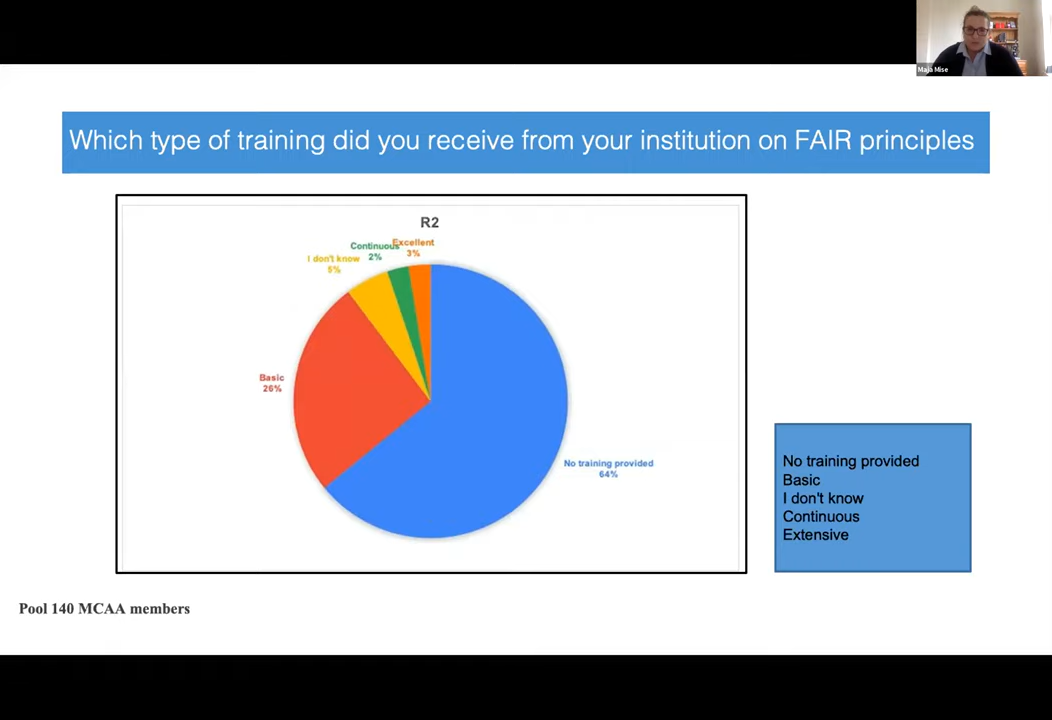 Maja Mise
Which type of training did you receive from your institution on FAIR principles
R2
Continuous
2%
Excellent
3%
I don't know
5%
Basic
26%
No training provided
64%
No training provided
Basic
I don't know
Continuous
Extensive
Pool 140 MCAA members